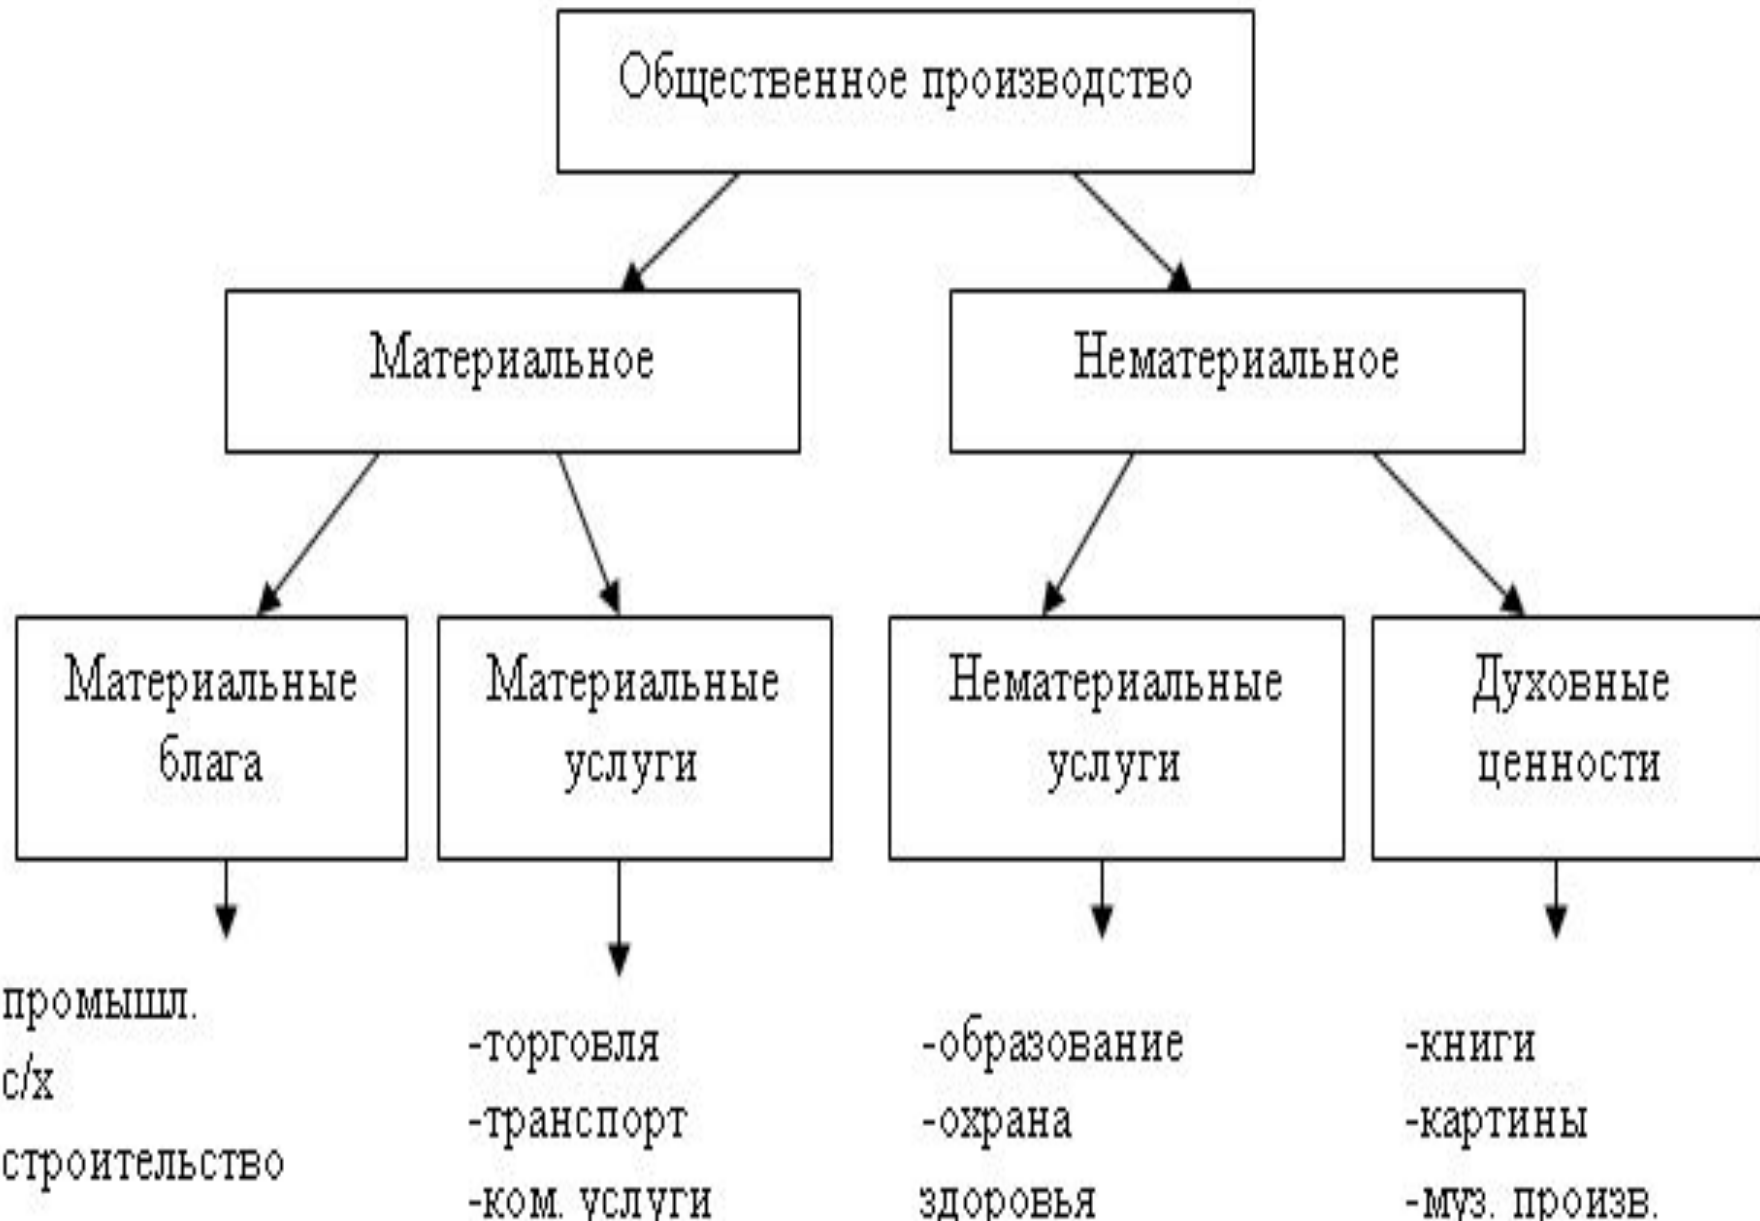 Общественное производство
Материальное
Нематериальное
Материальные
блага
Материальные
услуги
Нематериальные
услуги
Духовные
ценности
промышл.
с/х
строительство
-торговля
-транспорт
-ком. услуги
-образование
-охрана
здоровья
-книги
-картины
-муз. произв.